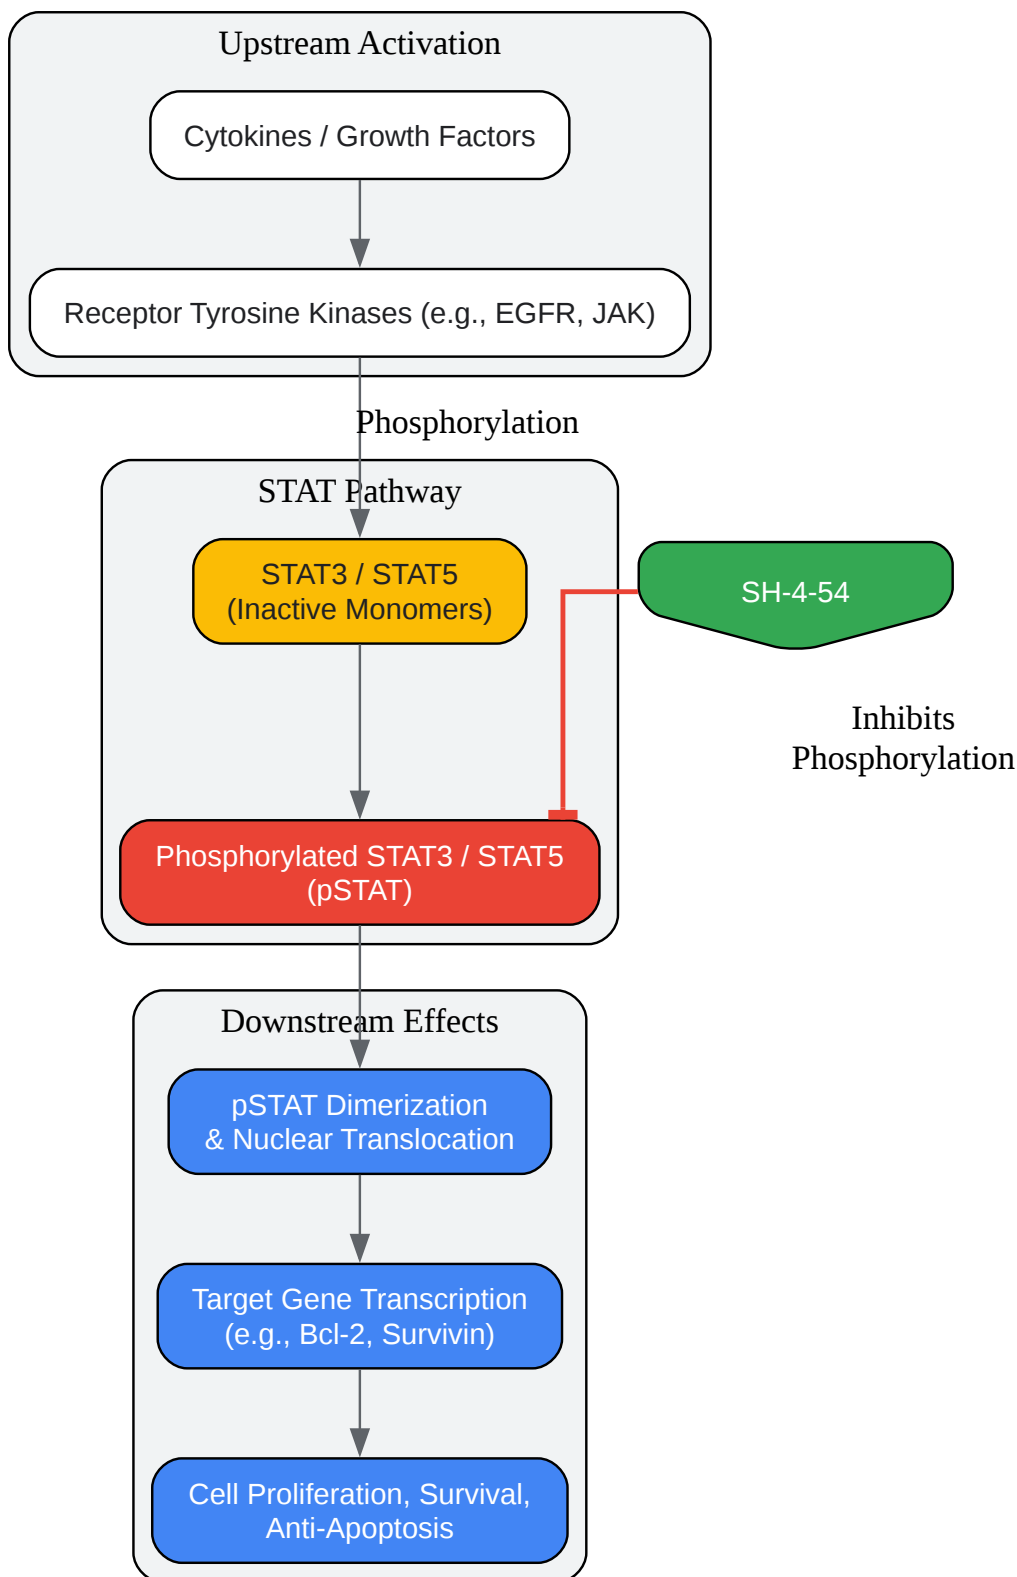 Upstream Activation
Cytokines / Growth Factors
Receptor Tyrosine Kinases (e.g., EGFR, JAK)
Phosphorylation
STAT Pathway
STAT3 / STAT5
(Inactive Monomers)
SH-4-54
Inhibits
Phosphorylation
Phosphorylated STAT3 / STAT5
(pSTAT)
Downstream Effects
pSTAT Dimerization
& Nuclear Translocation
Target Gene Transcription
(e.g., Bcl-2, Survivin)
Cell Proliferation, Survival,
Anti-Apoptosis